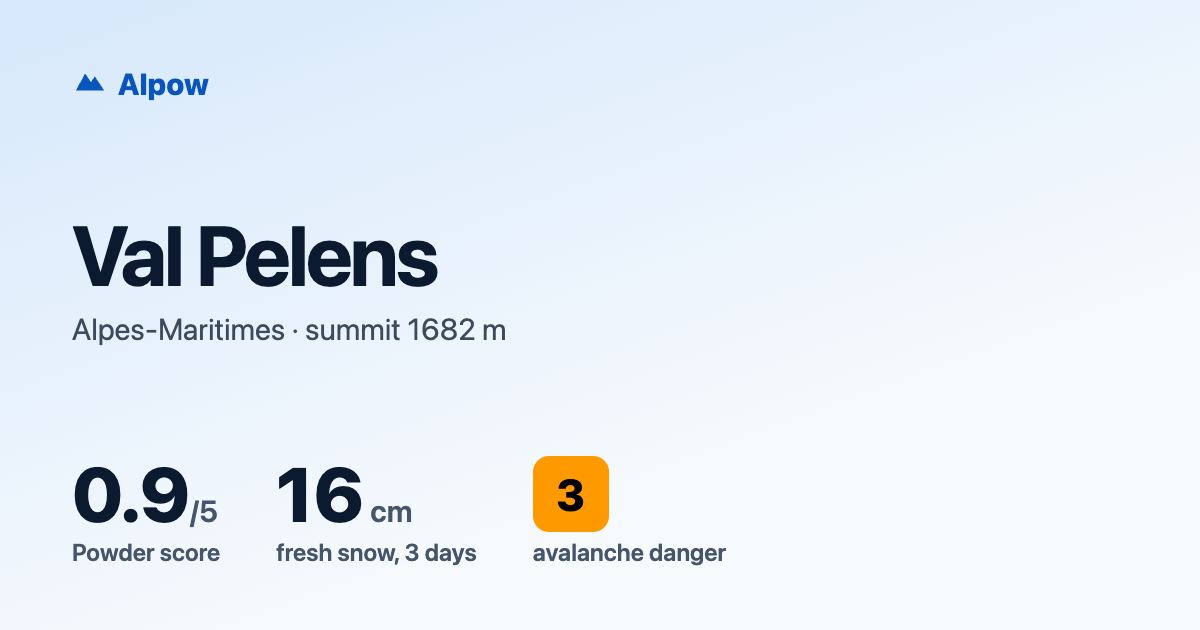 Alpow
Val Pelens
Alpes-Maritimes · summit 1682 m
0.9/5
Powder score
16 cm
fresh snow, 3 days
3
avalanche danger